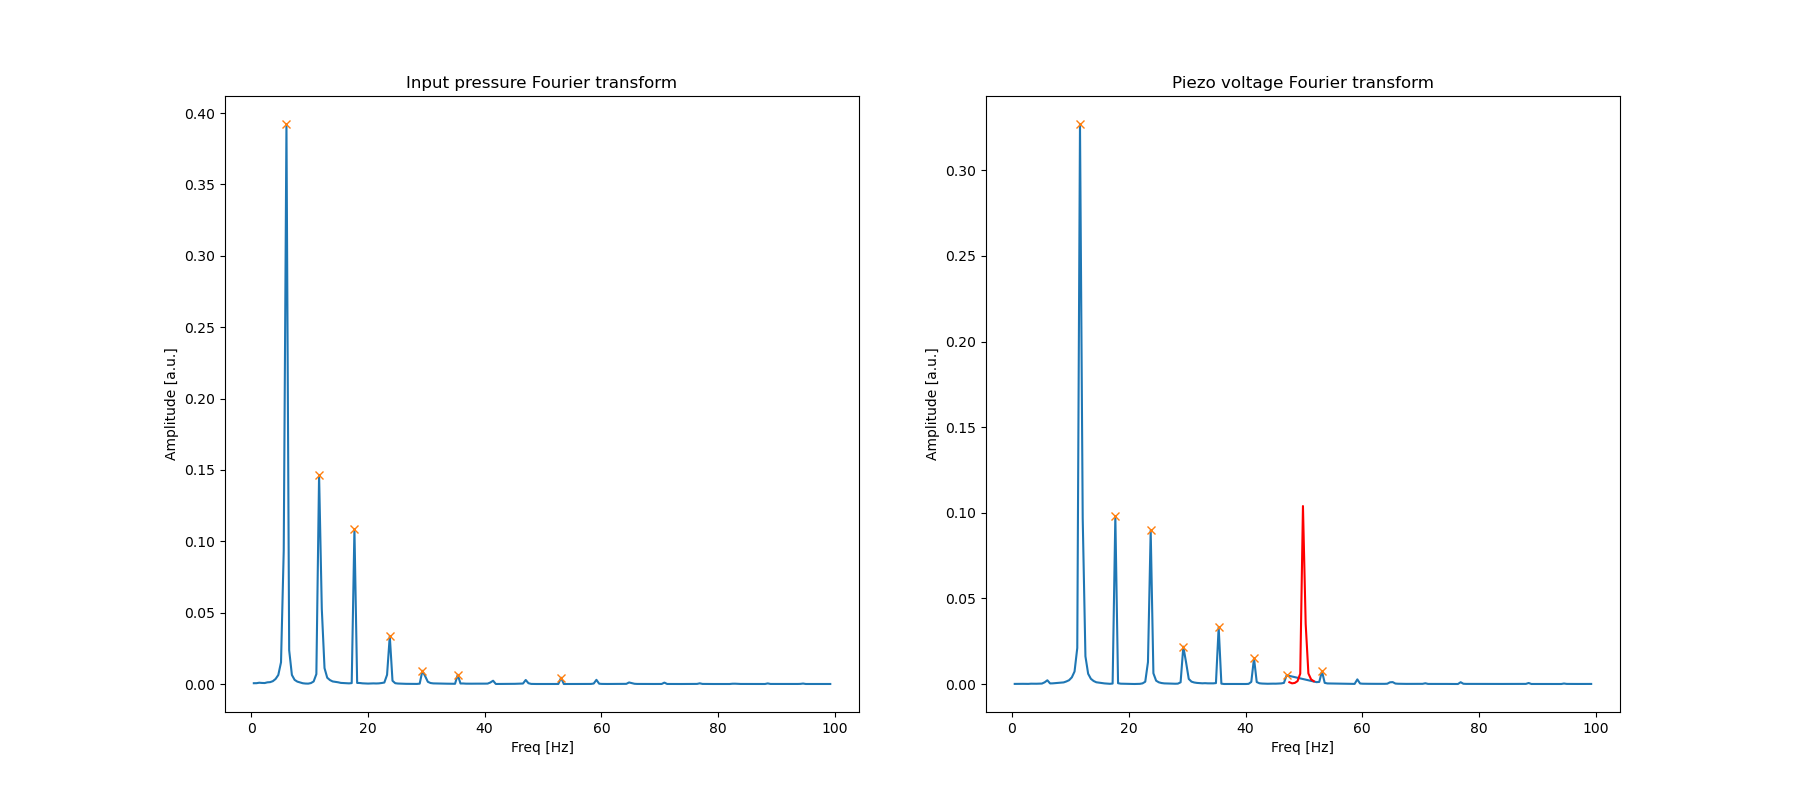 Input pressure Fourier transform
0.40
0.35
0.30
0.25
0.20
0.15
0.10
0.05
0.00
Amplitude [a.u.]
0 20 40 60 80 100
Freq [Hz]
Piezo voltage Fourier transform
0.30
0.25
0.20
0.15
0.10
0.05
0.00
Amplitude [a.u.]
0 20 40 60 80 100
Freq [Hz]